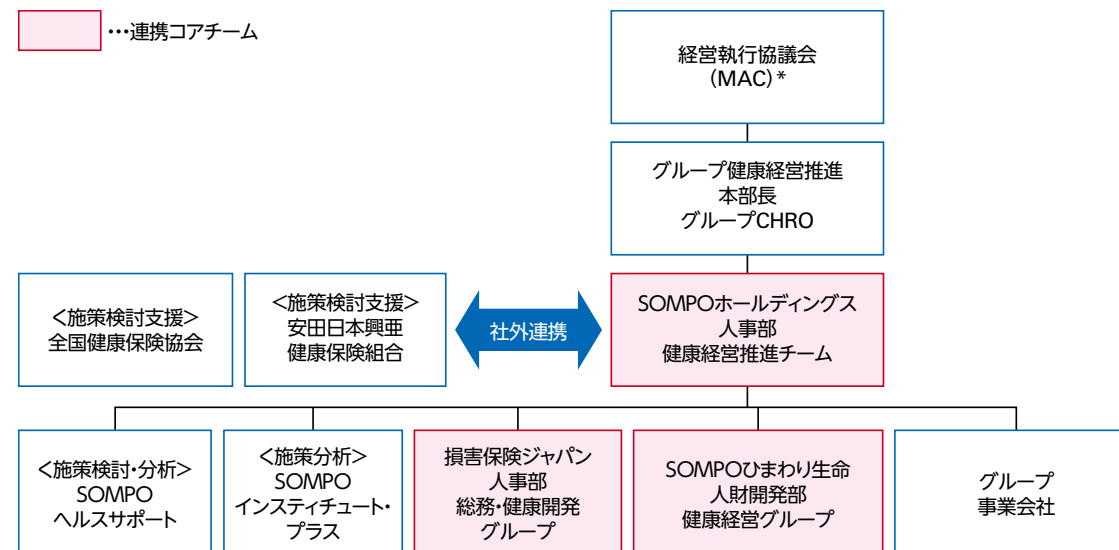 …連携コアチーム
経営執行協議会
（MAC）*
グループ健康経営推進
本部長
グループCHRO
＜施策検討支援＞
全国健康保険協会
＜施策検討支援＞
安田日本興亜
健康保険組合
社外連携
SOMPOホールディングス
人事部
健康経営推進チーム
＜施策検討・分析＞
SOMPO
ヘルスサポート
＜施策分析＞
SOMPO
インスティチュート・
プラス
損害保険ジャパン
人事部
総務・健康開発
グループ
SOMPOひまわり生命
人財開発部
健康経営グループ
グループ
事業会社